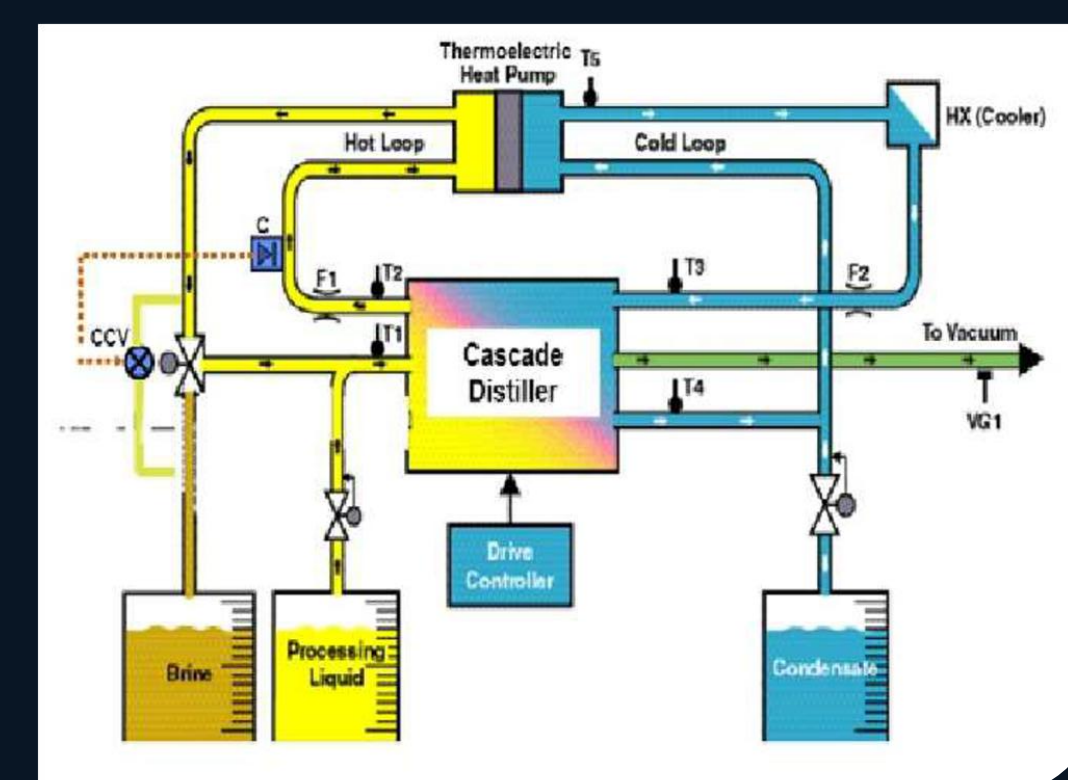 Thermoelectric
Heat Pump
T5
HX (Cooler)
Hot Loop
Cold Loop
C
F1
T2
T3
F2
CCV
T1
Cascade
Distiller
To Vacuum
T4
VG1
Drive
Controller
Brine
Processing
Liquid
Condensate